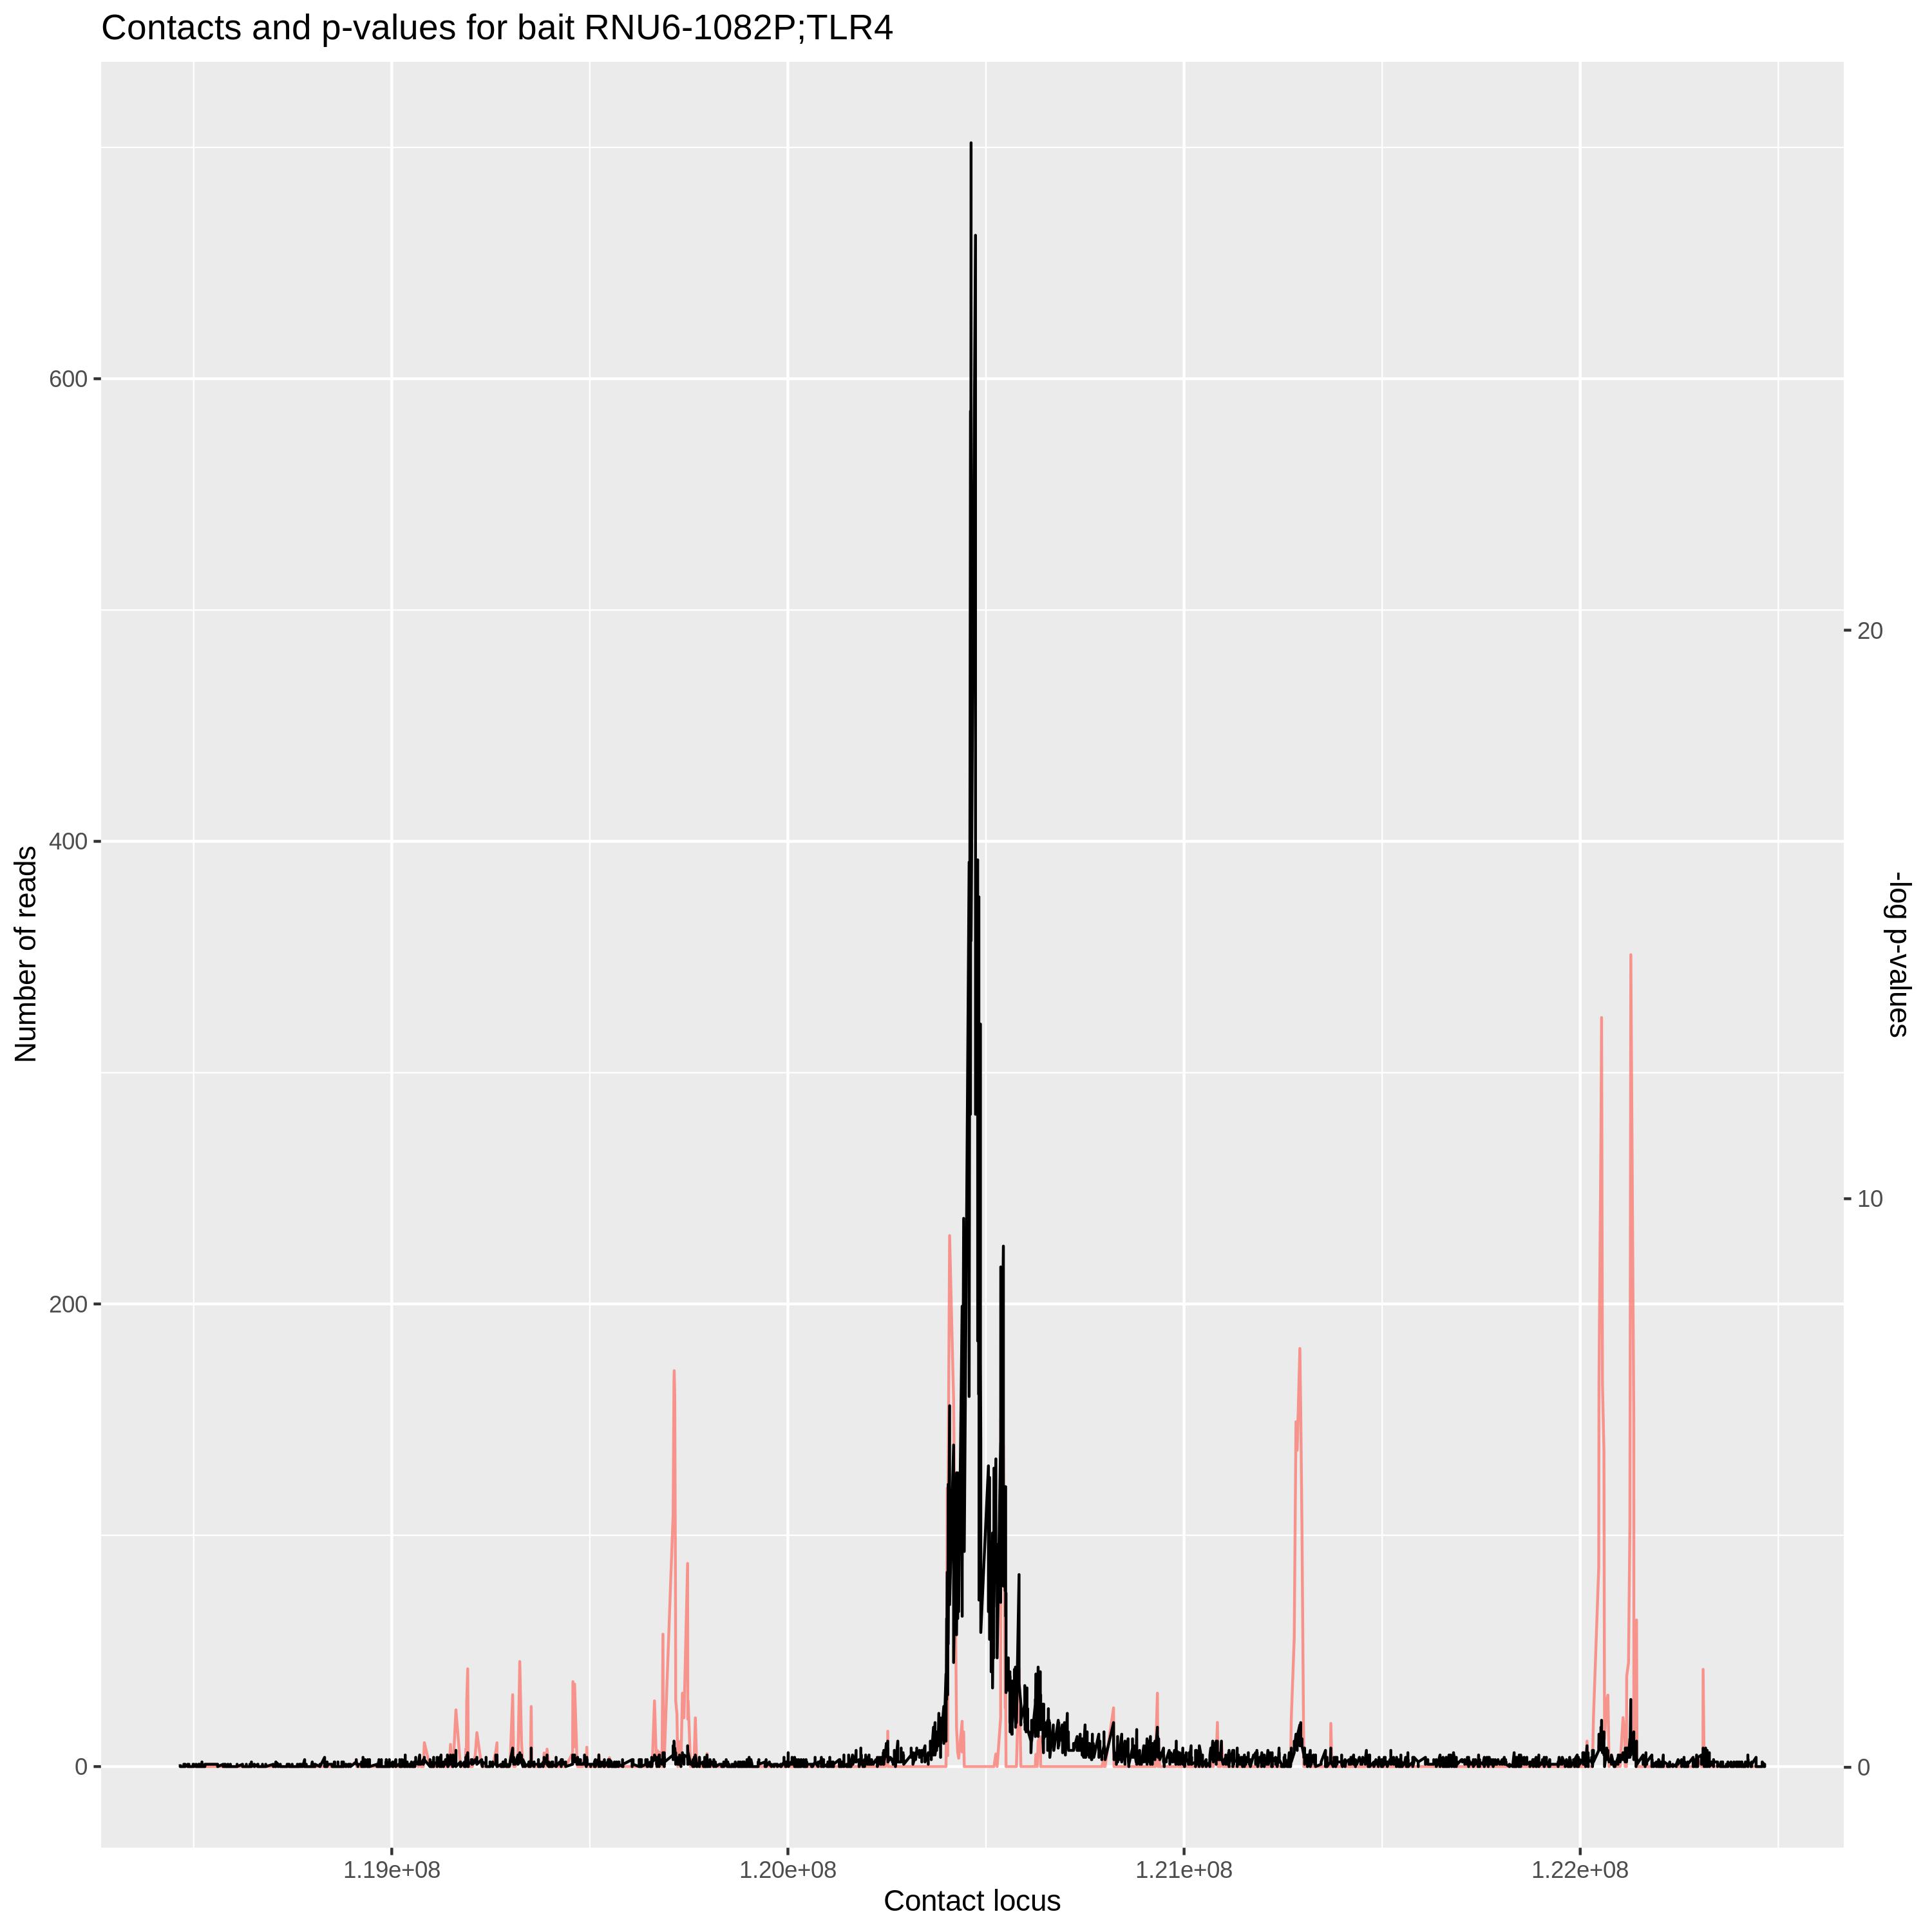 Contacts and p-values for bait RNU6-1082P;TLR4
600
400
200
0
Number of reads
20
10
0
-log p-values
1.19e+08
1.20e+08
1.21e+08
1.22e+08
Contact locus